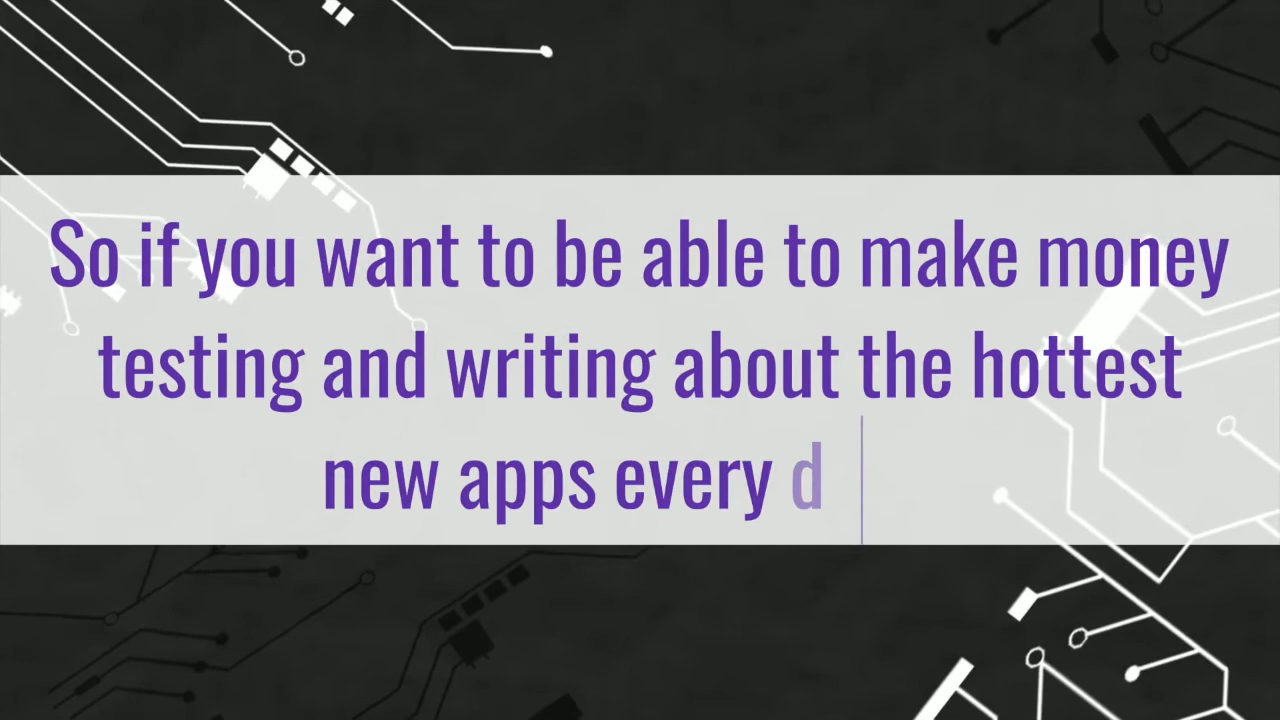 So if you want to be able to make money
testing and writing about the hottest
new apps every d